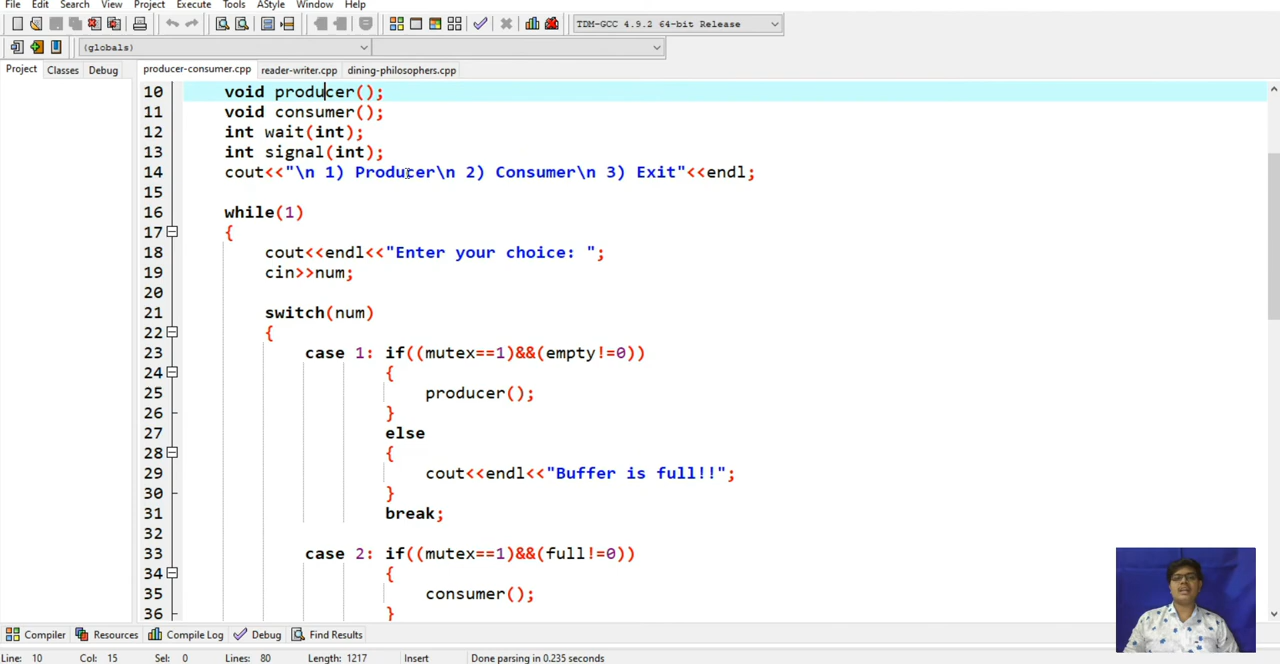 File Edit Search View Project Execute Tools AStyle Window Help
TDM-GCC 4.9.2 64-bit Release
(globals)
Project Classes Debug producer-consumer.cpp reader-writer.cpp dining-philosophers.cpp
10 void producer();
11 void consumer();
12 int wait(int);
13 int signal(int);
14 cout<<"\n 1) Producer\n 2) Consumer\n 3) Exit"<<endl;
15
16 while(1)
17 {
18 cout<<endl<<"Enter your choice: ";
19 cin>>num;
20
21 switch(num)
22 {
23 case 1: if((mutex==1)&&(empty!=0))
24 {
25 producer();
26 }
27 else
28 {
29 cout<<endl<<"Buffer is full!!";
30 }
31 break;
32
33 case 2: if((mutex==1)&&(full!=0))
34 {
35 consumer();
36 }
Compiler Resources Compile Log Debug Find Results
Line: 10 Col: 15 Sel: 0 Lines: 80 Length: 1217 Insert Done parsing in 0.235 seconds